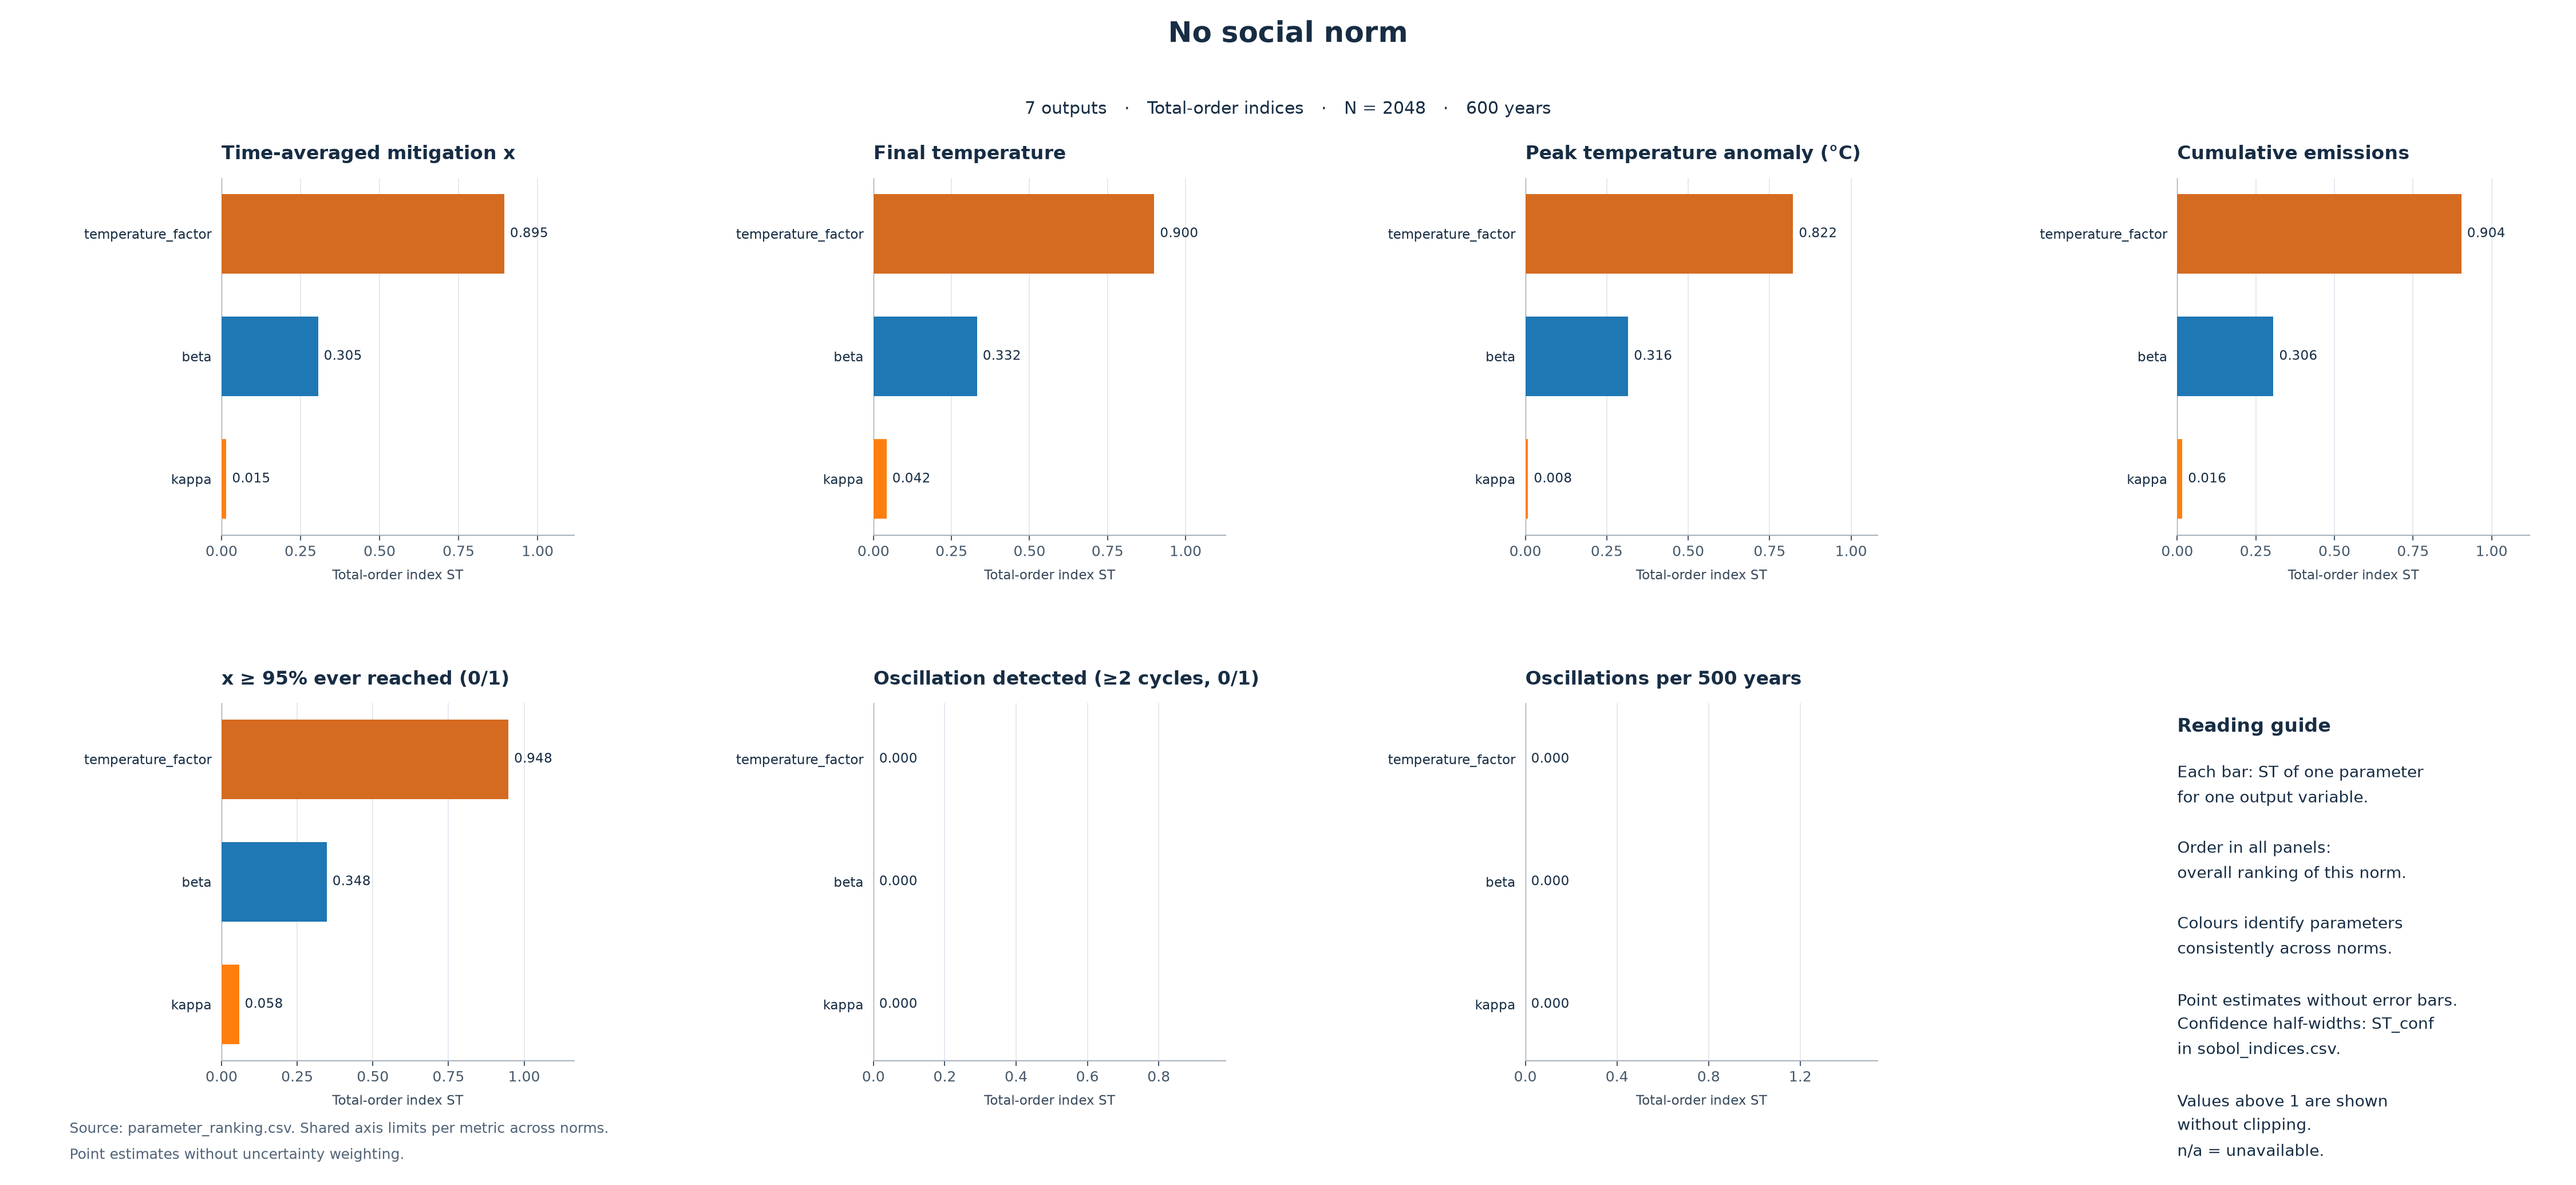 No social norm
7 outputs · Total-order indices · N = 2048 · 600 years
Time-averaged mitigation x
temperature_factor
0.895
beta
0.305
kappa
0.015
0.00 0.25 0.50 0.75 1.00
Total-order index ST
Final temperature
temperature_factor
0.900
beta
0.332
kappa
0.042
0.00 0.25 0.50 0.75 1.00
Total-order index ST
Peak temperature anomaly (°C)
temperature_factor
0.822
beta
0.316
kappa
0.008
0.00 0.25 0.50 0.75 1.00
Total-order index ST
Cumulative emissions
temperature_factor
0.904
beta
0.306
kappa
0.016
0.00 0.25 0.50 0.75 1.00
Total-order index ST
x ≥ 95% ever reached (0/1)
temperature_factor
0.948
beta
0.348
kappa
0.058
0.00 0.25 0.50 0.75 1.00
Total-order index ST
Oscillation detected (≥2 cycles, 0/1)
temperature_factor
0.000
beta
0.000
kappa
0.000
0.0 0.2 0.4 0.6 0.8
Total-order index ST
Oscillations per 500 years
temperature_factor
0.000
beta
0.000
kappa
0.000
0.0 0.4 0.8 1.2
Total-order index ST
Reading guide
Each bar: ST of one parameter
for one output variable.
Order in all panels:
overall ranking of this norm.
Colours identify parameters
consistently across norms.
Point estimates without error bars.
Confidence half-widths: ST_conf
in sobol_indices.csv.
Values above 1 are shown
without clipping.
n/a = unavailable.
Source: parameter_ranking.csv. Shared axis limits per metric across norms.
Point estimates without uncertainty weighting.